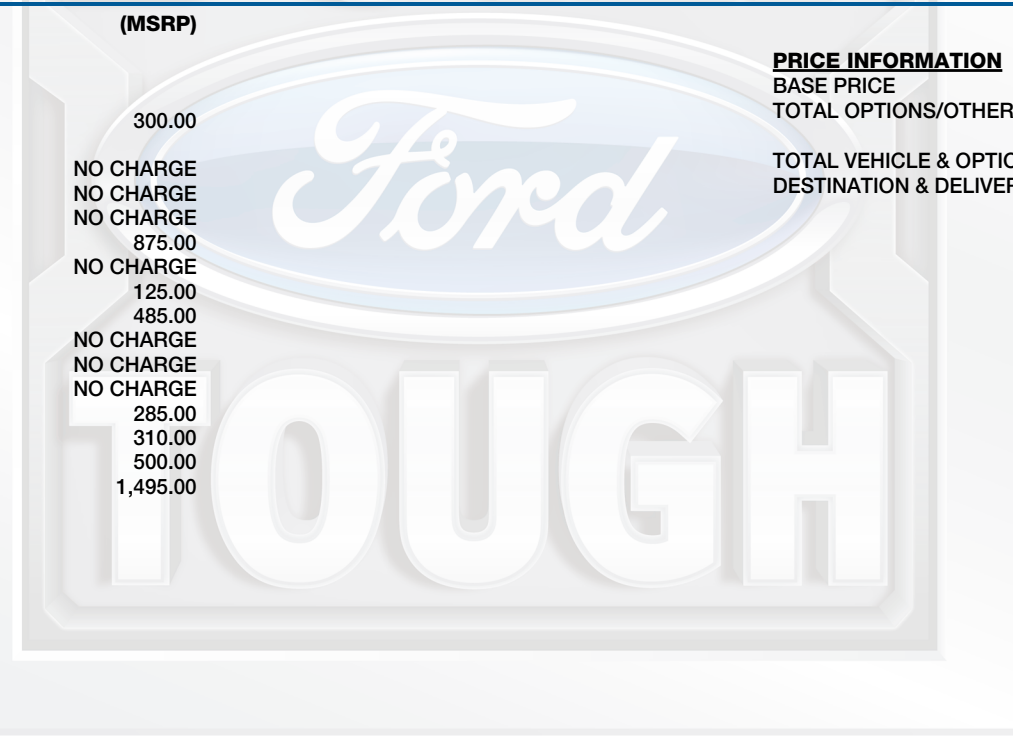 (MSRP)
300.00
NO CHARGE
NO CHARGE
NO CHARGE
875.00
NO CHARGE
125.00
485.00
NO CHARGE
NO CHARGE
NO CHARGE
285.00
310.00
500.00
1,495.00
PRICE INFORMATION
BASE PRICE
TOTAL OPTIONS/OTHER
TOTAL VEHICLE & OPTIO
DESTINATION & DELIVER
Ford
TOUGH